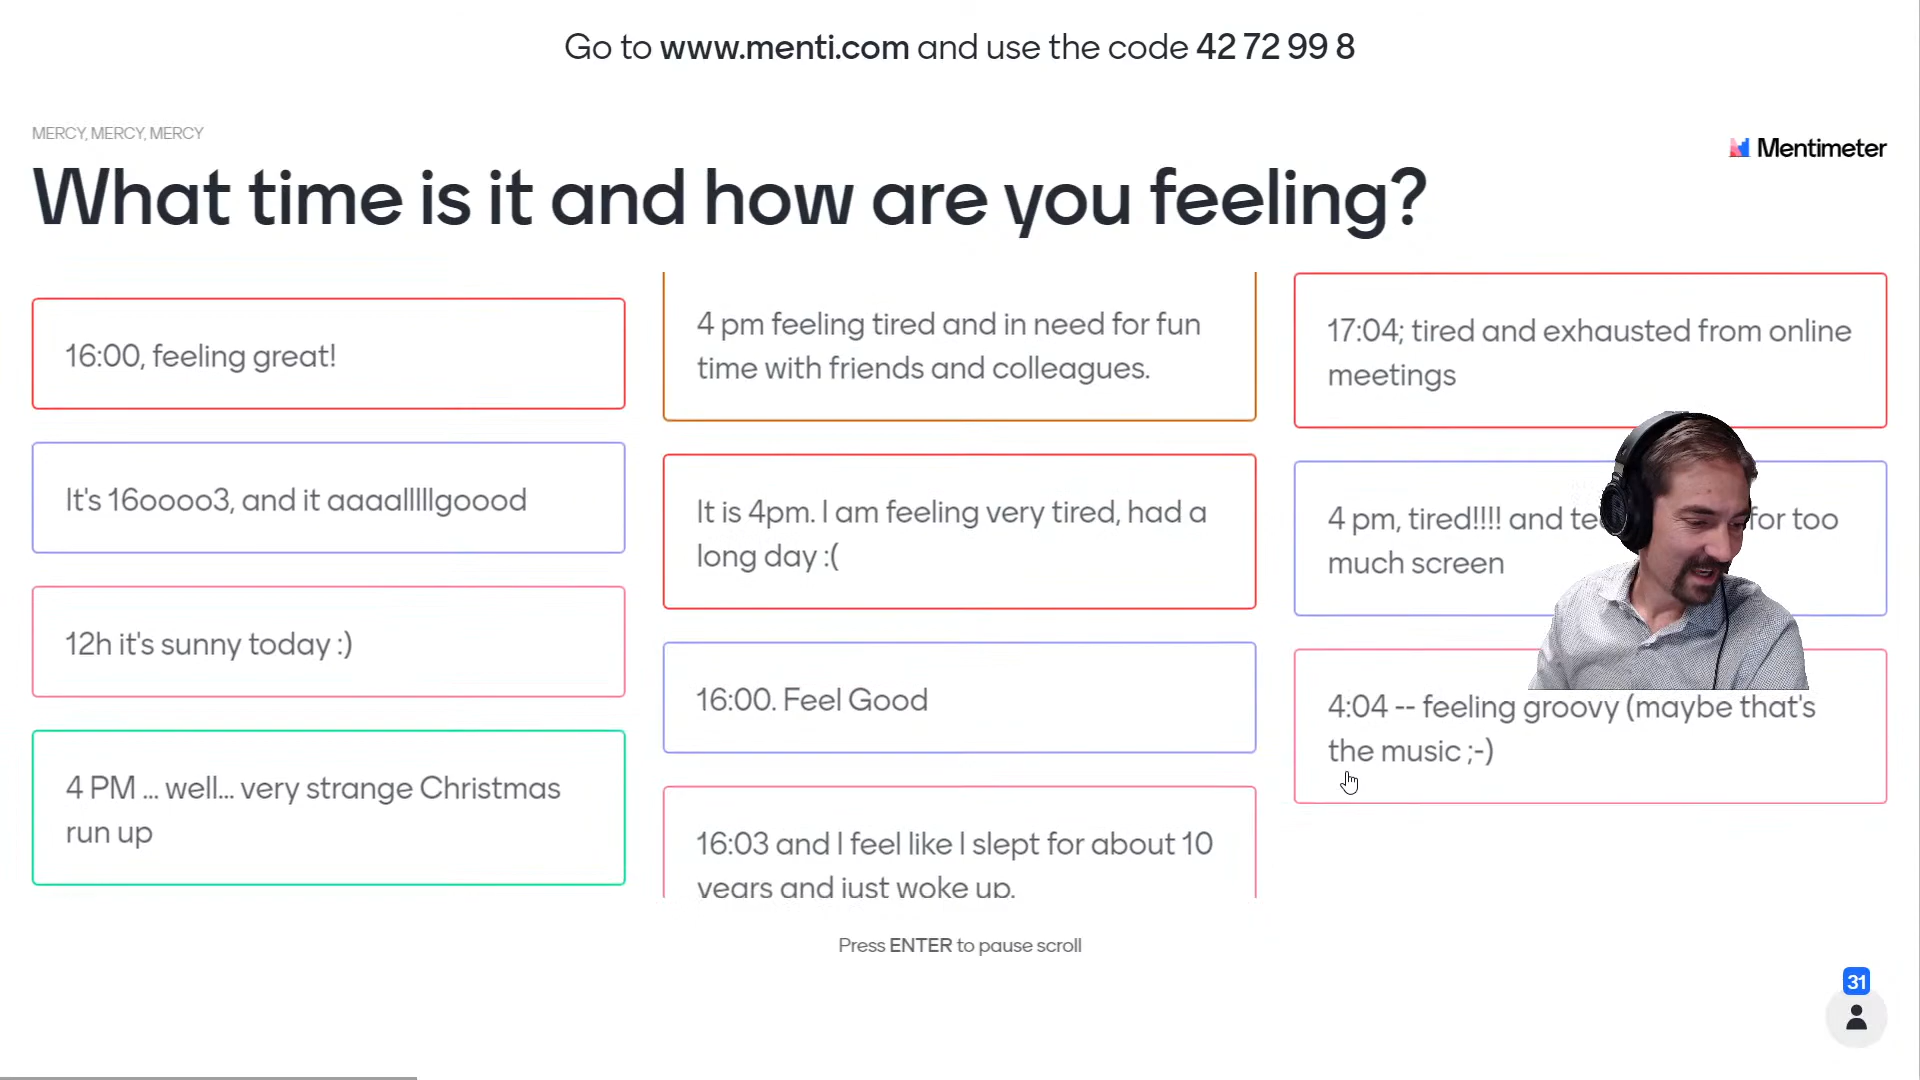 Go to www.menti.com and use the code 42 72 99 8
MERCY, MERCY, MERCY
Mentimeter
What time is it and how are you feeling?
16:00, feeling great!
It's 16oooo3, and it aaaalllllgoood
12h it's sunny today :)
4 PM ... well... very strange Christmas
run up
4 pm feeling tired and in need for fun
time with friends and colleagues.
It is 4pm. I am feeling very tired, had a
long day :(
16:00. Feel Good
16:03 and I feel like I slept for about 10
years and just woke up.
17:04; tired and exhausted from online
meetings
4 pm, tired!!!! and for too
much screen
4:04 -- feeling groovy (maybe that's
the music ;-)
Press ENTER to pause scroll
31